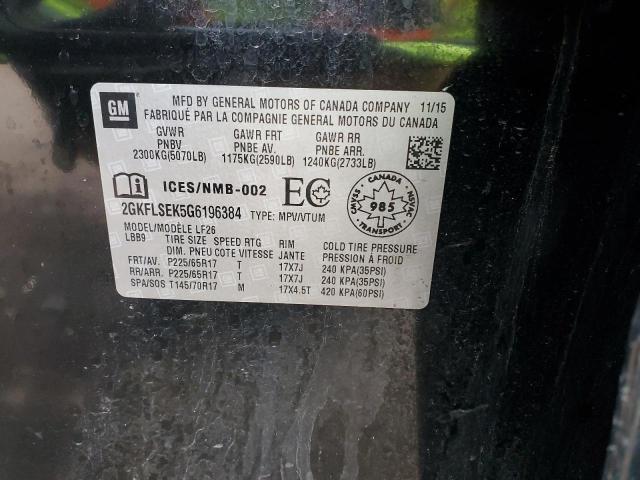 GM
MFD BY GENERAL MOTORS OF CANADA COMPANY 11/15
FABRIQUÉ PAR LA COMPAGNIE GENERAL MOTORS DU CANADA
GVWR GAWR FRT GAWR RR
PNBV PNBE AV. PNBE ARR.
2300KG(5070LB) 1175KG(2590LB) 1240KG(2733LB)
ICES/NMB-002 EC
CANADA
CMVSS 985 NSVAC
2GKFLSEK5G6196384 TYPE: MPV/VTUM
MODEL/MODÈLE LF26
LBB9 TIRE SIZE SPEED RTG RIM COLD TIRE PRESSURE
DIM. PNEU COTE VITESSE JANTE PRESSION À FROID
FRT/AV. P225/65R17 T 17X7J 240 KPA(35PSI)
RR/ARR. P225/65R17 T 17X7J 240 KPA(35PSI)
SPA/SOS T145/70R17 M 17X4.5T 420 KPA(60PSI)